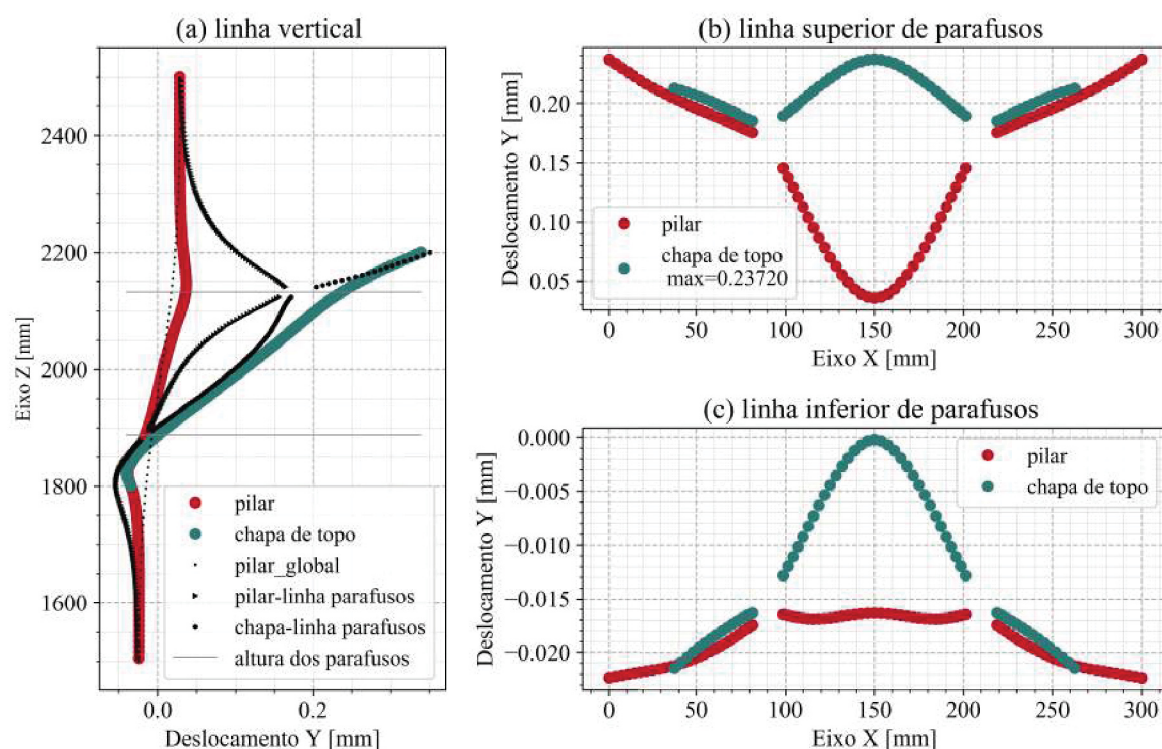 (a) linha vertical
Eixo Z [mm]
2400
2200
2000
1800
1600
pilar
chapa de topo
pilar_global
pilar-linha parafusos
chapa-linha parafusos
altura dos parafusos
0.0
0.2
Deslocamento Y [mm]
(b) linha superior de parafusos
Deslocamento Y [mm]
0.20
0.15
0.10
0.05
pilar
chapa de topo
max=0.23720
0
50
100
150
200
250
300
Eixo X [mm]
(c) linha inferior de parafusos
Deslocamento Y [mm]
0.000
−0.005
−0.010
−0.015
−0.020
pilar
chapa de topo
0
50
100
150
200
250
300
Eixo X [mm]